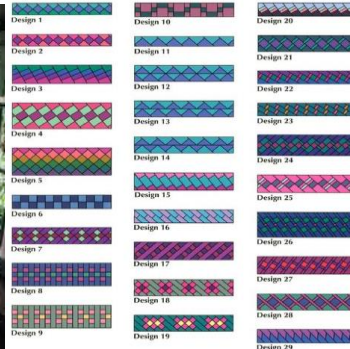 Design 1
Design 2
Design 3
Design 4
Design 5
Design 6
Design 7
Design 8
Design 9
Design 10
Design 11
Design 12
Design 13
Design 14
Design 15
Design 16
Design 17
Design 18
Design 19
Design 20
Design 21
Design 22
Design 23
Design 24
Design 25
Design 26
Design 27
Design 28
Design 29